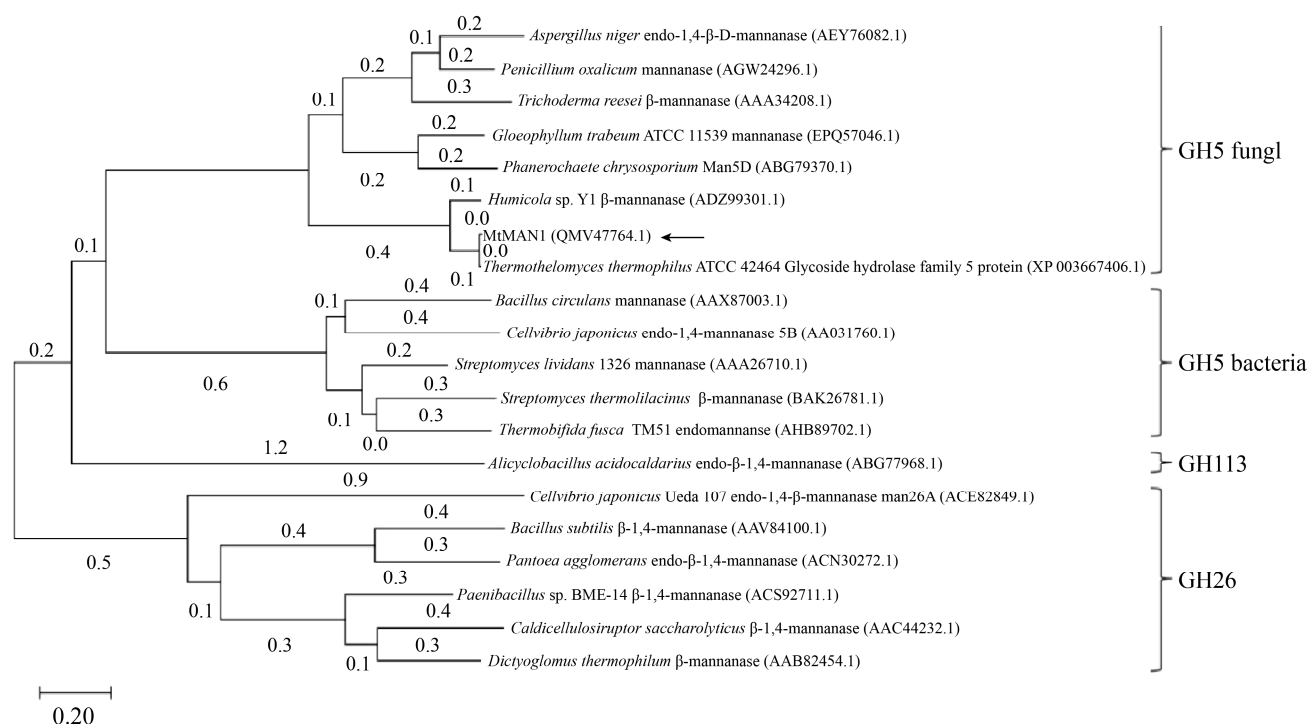 0.2
Aspergillus niger endo-1,4-β-D-mannanase (AEY76082.1)
0.1
0.2
Penicillium oxalicum mannanase (AGW24296.1)
0.2
0.3
Trichoderma reesei β-mannanase (AAA34208.1)
0.1
0.2
Gloeophyllum trabeum ATCC 11539 mannanase (EPQ57046.1)
0.2
Phanerochaete chrysosporium Man5D (ABG79370.1)
0.2
GH5 fungl
0.1
Humicola sp. Y1 β-mannanase (ADZ99301.1)
0.0
MtMAN1 (QMV47764.1)
0.4
0.0
0.1
Thermothelomyces thermophilus ATCC 42464 Glycoside hydrolase family 5 protein (XP 003667406.1)
0.1
0.4
Bacillus circulans mannanase (AAX87003.1)
0.1
0.4
Cellvibrio japonicus endo-1,4-mannanase 5B (AA031760.1)
0.2
0.2
Streptomyces lividans 1326 mannanase (AAA26710.1)
GH5 bacteria
0.6
0.3
Streptomyces thermolilacinus β-mannanase (BAK26781.1)
0.1
0.3
Thermobifida fusca TM51 endomannanase (AHB89702.1)
0.0
1.2
Alicyclobacillus acidocaldarius endo-β-1,4-mannanase (ABG77968.1)
GH113
0.9
Cellvibrio japonicus Ueda 107 endo-1,4-β-mannanase man26A (ACE82849.1)
0.4
0.4
Bacillus subtilis β-1,4-mannanase (AAV84100.1)
0.3
Pantoea agglomerans endo-β-1,4-mannanase (ACN30272.1)
0.5
0.3
GH26
0.1
Paenibacillus sp. BME-14 β-1,4-mannanase (ACS92711.1)
0.4
Caldicellulosiruptor saccharolyticus β-1,4-mannanase (AAC44232.1)
0.3
0.3
0.1
Dictyoglomus thermophilum β-mannanase (AAB82454.1)
0.20